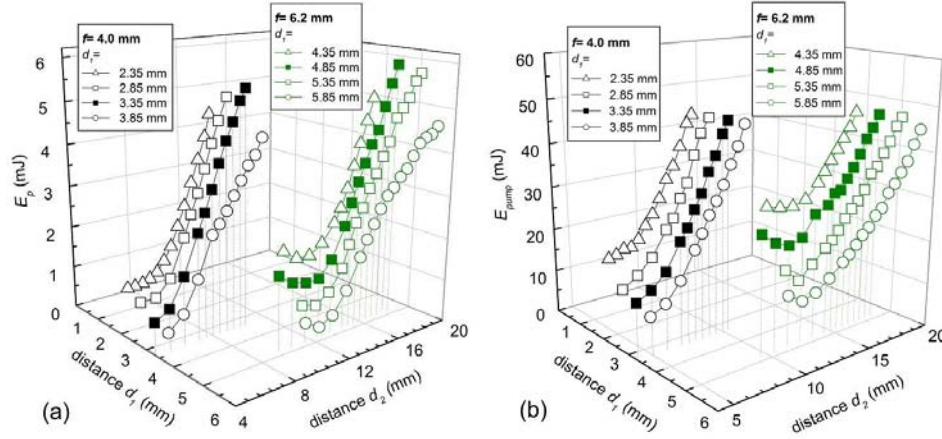 f= 4.0 mm
d₁=
2.35 mm
2.85 mm
3.35 mm
3.85 mm
f= 6.2 mm
d₁=
4.35 mm
4.85 mm
5.35 mm
5.85 mm
6
5
4
3
2
1
0
Eₚ (mJ)
1
2
3
4
5
6
distance d₁ (mm)
4
8
12
16
20
distance d₂ (mm)
(a)
f= 4.0 mm
d₁=
2.35 mm
2.85 mm
3.35 mm
3.85 mm
f= 6.2 mm
d₁=
4.35 mm
4.85 mm
5.35 mm
5.85 mm
60
50
40
30
20
10
0
E_pump (mJ)
1
2
3
4
5
6
distance d₁ (mm)
5
10
15
20
distance d₂ (mm)
(b)